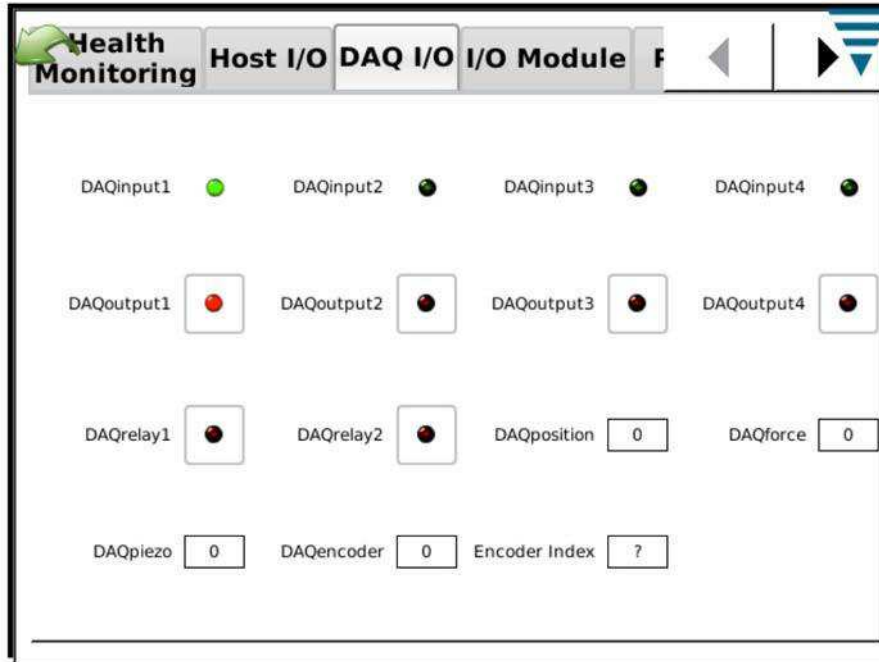 Health
Monitoring
Host I/O
DAQ I/O
I/O Module
DAQinput1
DAQinput2
DAQinput3
DAQinput4
DAQoutput1
DAQoutput2
DAQoutput3
DAQoutput4
DAQrelay1
DAQrelay2
DAQposition
0
DAQforce
0
DAQpiezo
0
DAQencoder
0
Encoder Index
?